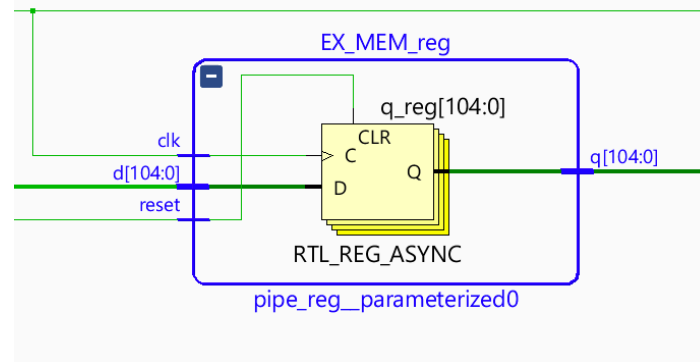 EX_MEM_reg
q_reg[104:0]
CLR
clk
C
d[104:0]
D
Q
q[104:0]
reset
RTL_REG_ASYNC
pipe_reg__parameterized0